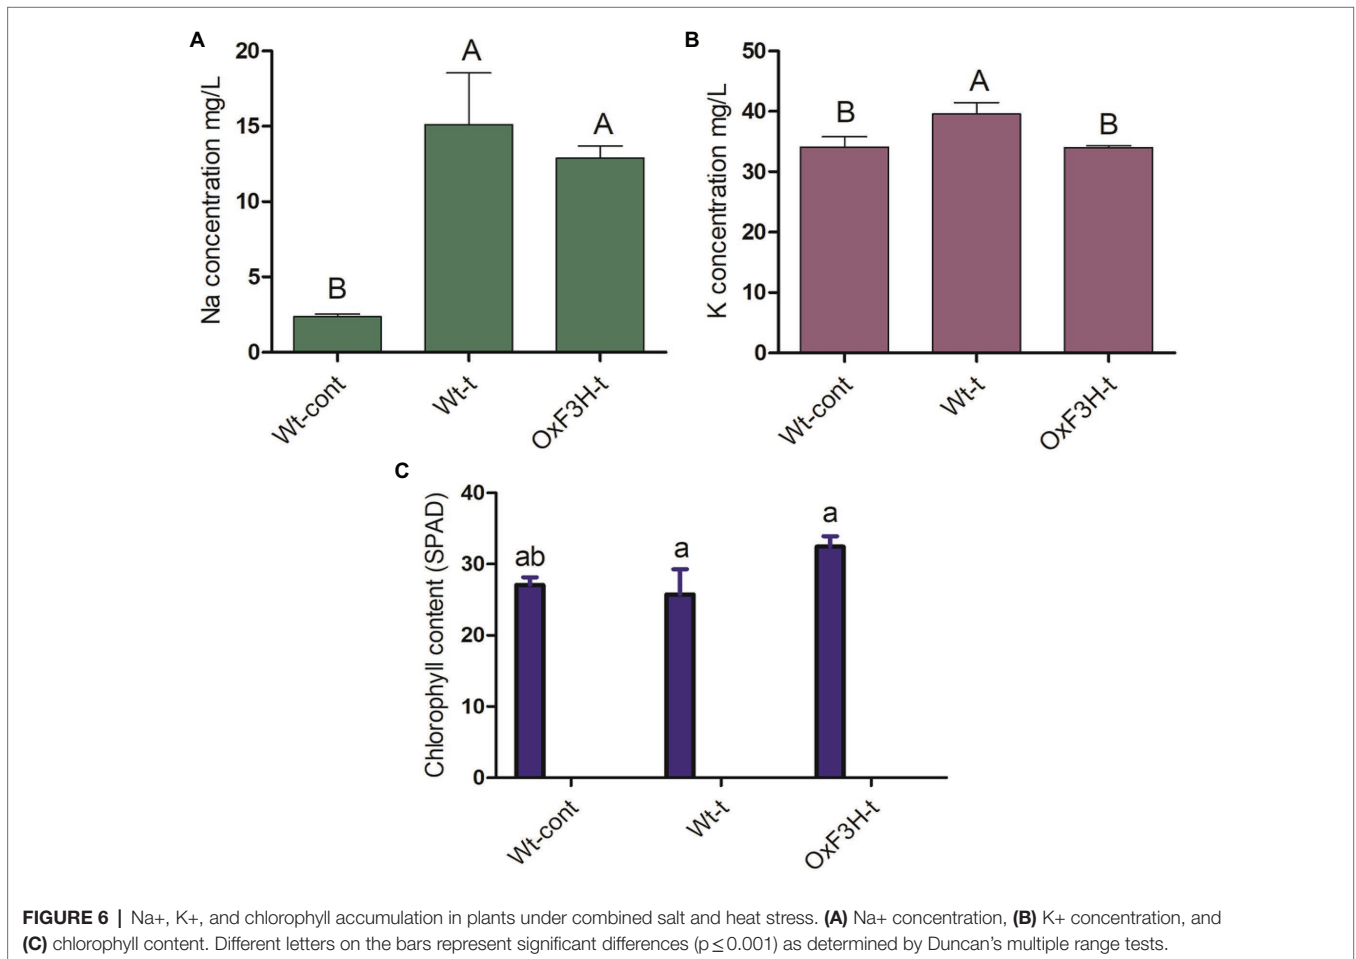 A
Na concentration mg/L
20
15
10
5
0
B
A
A
Wt-cont
Wt-t
OxF3H-t
B
K concentration mg/L
50
40
30
20
10
0
B
A
B
Wt-cont
Wt-t
OxF3H-t
C
Chlorophyll content (SPAD)
40
30
20
10
0
ab
a
a
Wt-cont
Wt-t
OxF3H-t
FIGURE 6 | Na+, K+, and chlorophyll accumulation in plants under combined salt and heat stress. (A) Na+ concentration, (B) K+ concentration, and
(C) chlorophyll content. Different letters on the bars represent significant differences (p ≤ 0.001) as determined by Duncan’s multiple range tests.